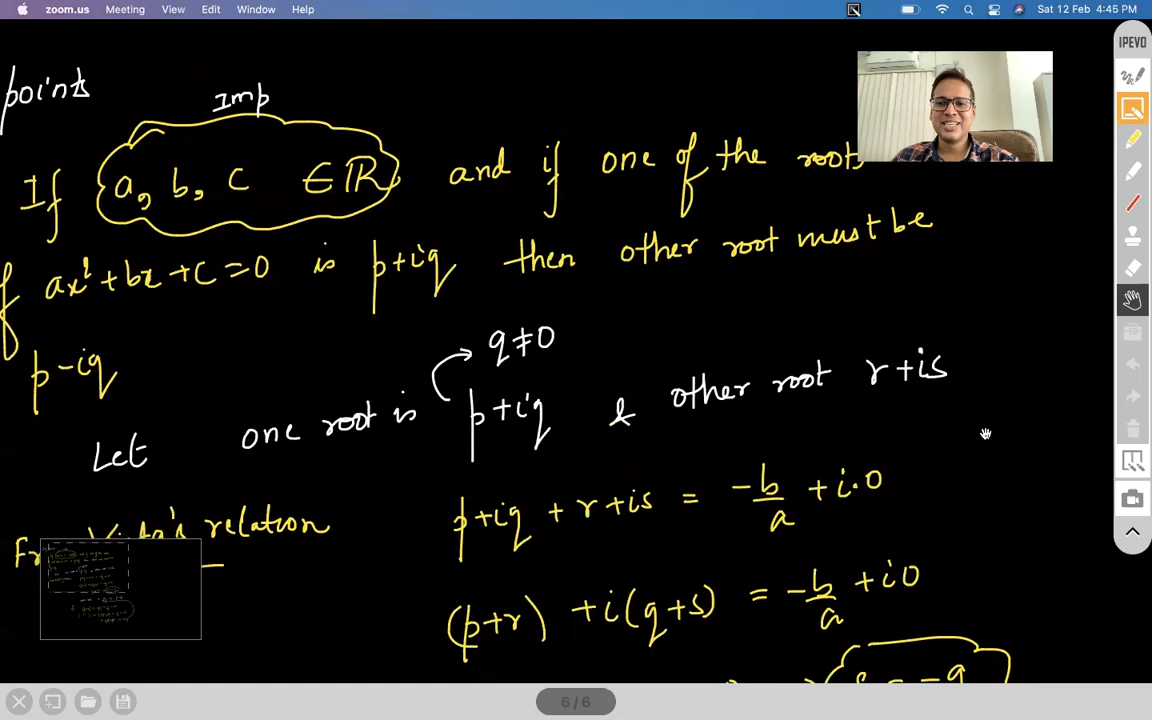 zoom.us Meeting View Edit Window Help Sat 12 Feb 4:45 PM
IPEVO
points
Imp
If a, b, c ∈ ℝ and if one of the roots
of ax²+bx+c=0 is p+iq then other root must be
p-iq
q≠0
Let one root is p+iq & other root r+is
From Vieta's relation
p+iq + r+is = -b/a + i·0
(p+r) + i(q+s) = -b/a + i0
s = -q
6 / 6